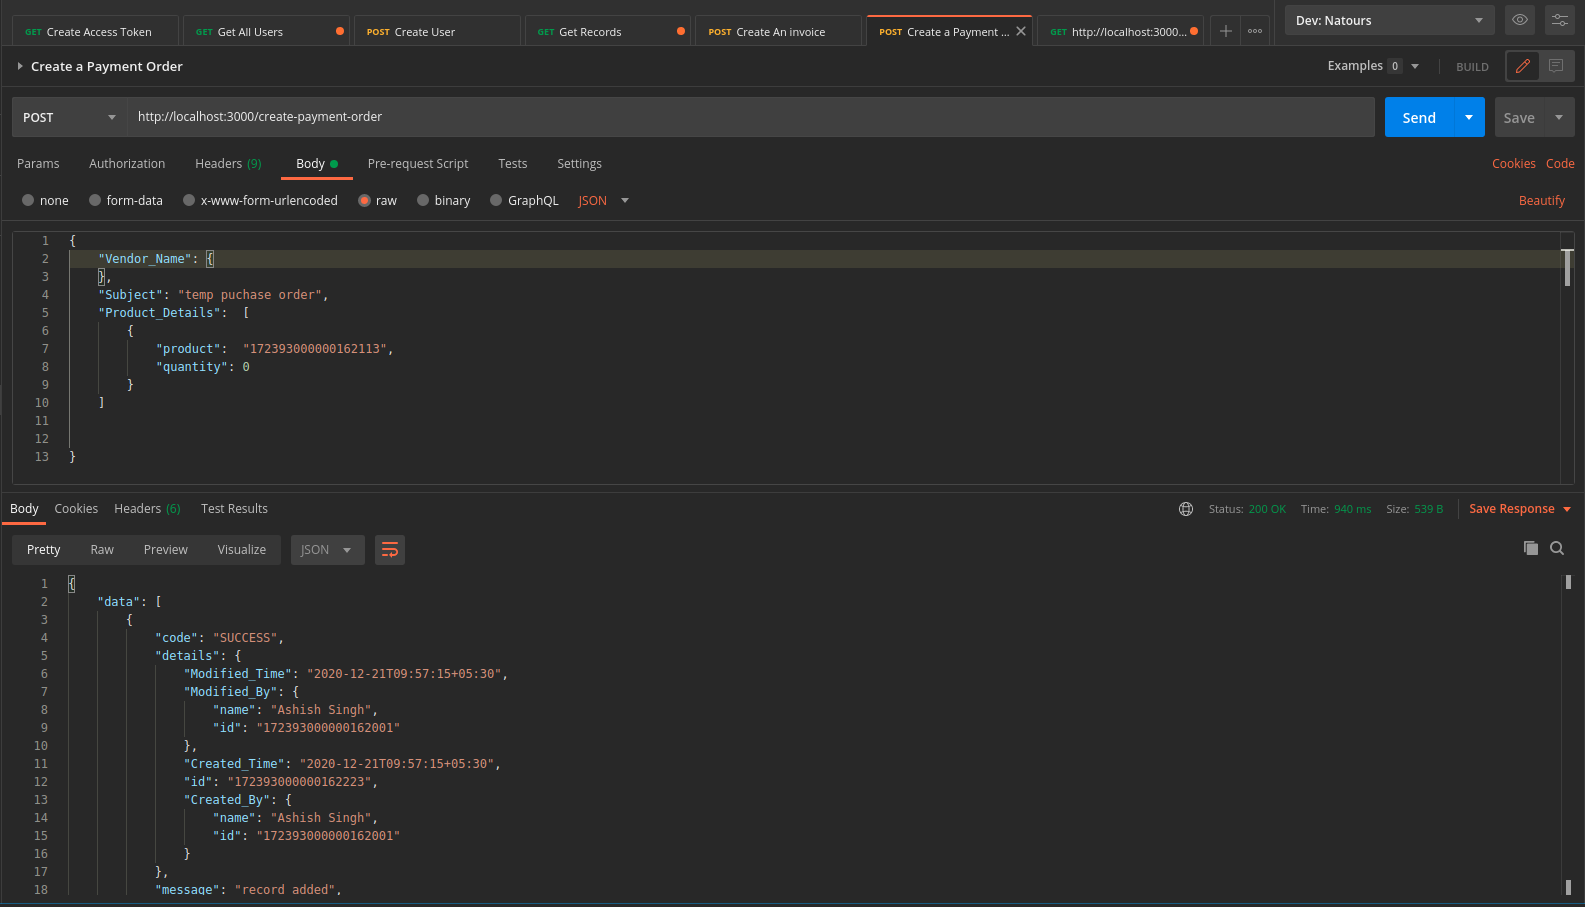 GET Create Access Token
GET Get All Users
POST Create User
GET Get Records
POST Create An invoice
POST Create a Payment ...
GET http://localhost:3000...
Dev: Natours
Create a Payment Order
Examples 0
BUILD
POST
http://localhost:3000/create-payment-order
Send
Save
Params Authorization Headers (9) Body Pre-request Script Tests Settings
Cookies Code
none form-data x-www-form-urlencoded raw binary GraphQL JSON
Beautify
1 {
2 "Vendor_Name": {
3 },
4 "Subject": "temp puchase order",
5 "Product_Details": [
6 {
7 "product": "172393000000162113",
8 "quantity": 0
9 }
10 ]
11
12
13 }
Body Cookies Headers (6) Test Results
Status: 200 OK Time: 940 ms Size: 539 B Save Response
Pretty Raw Preview Visualize JSON
1 {
2 "data": [
3 {
4 "code": "SUCCESS",
5 "details": {
6 "Modified_Time": "2020-12-21T09:57:15+05:30",
7 "Modified_By": {
8 "name": "Ashish Singh",
9 "id": "172393000000162001"
10 },
11 "Created_Time": "2020-12-21T09:57:15+05:30",
12 "id": "172393000000162223",
13 "Created_By": {
14 "name": "Ashish Singh",
15 "id": "172393000000162001"
16 }
17 },
18 "message": "record added",